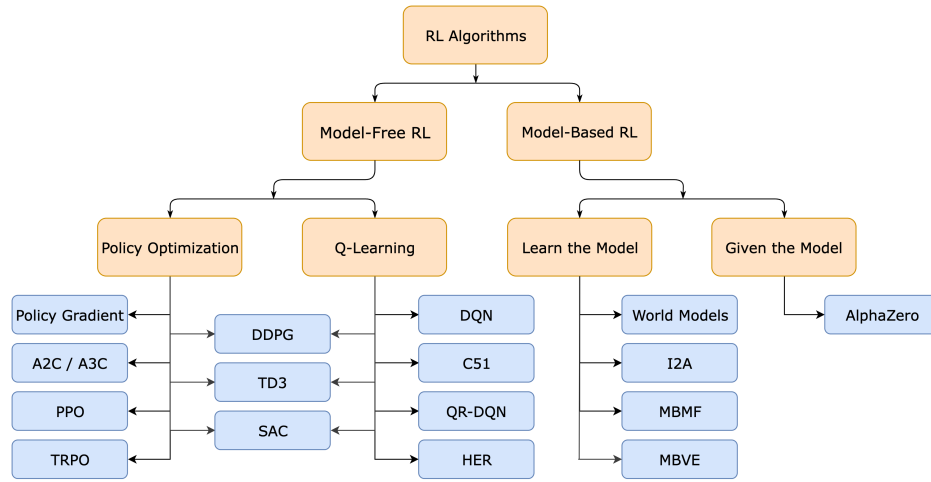 RL Algorithms
Model-Free RL
Model-Based RL
Policy Optimization
Q-Learning
Learn the Model
Given the Model
Policy Gradient
DDPG
DQN
World Models
AlphaZero
A2C / A3C
TD3
C51
I2A
PPO
SAC
QR-DQN
MBMF
TRPO
HER
MBVE